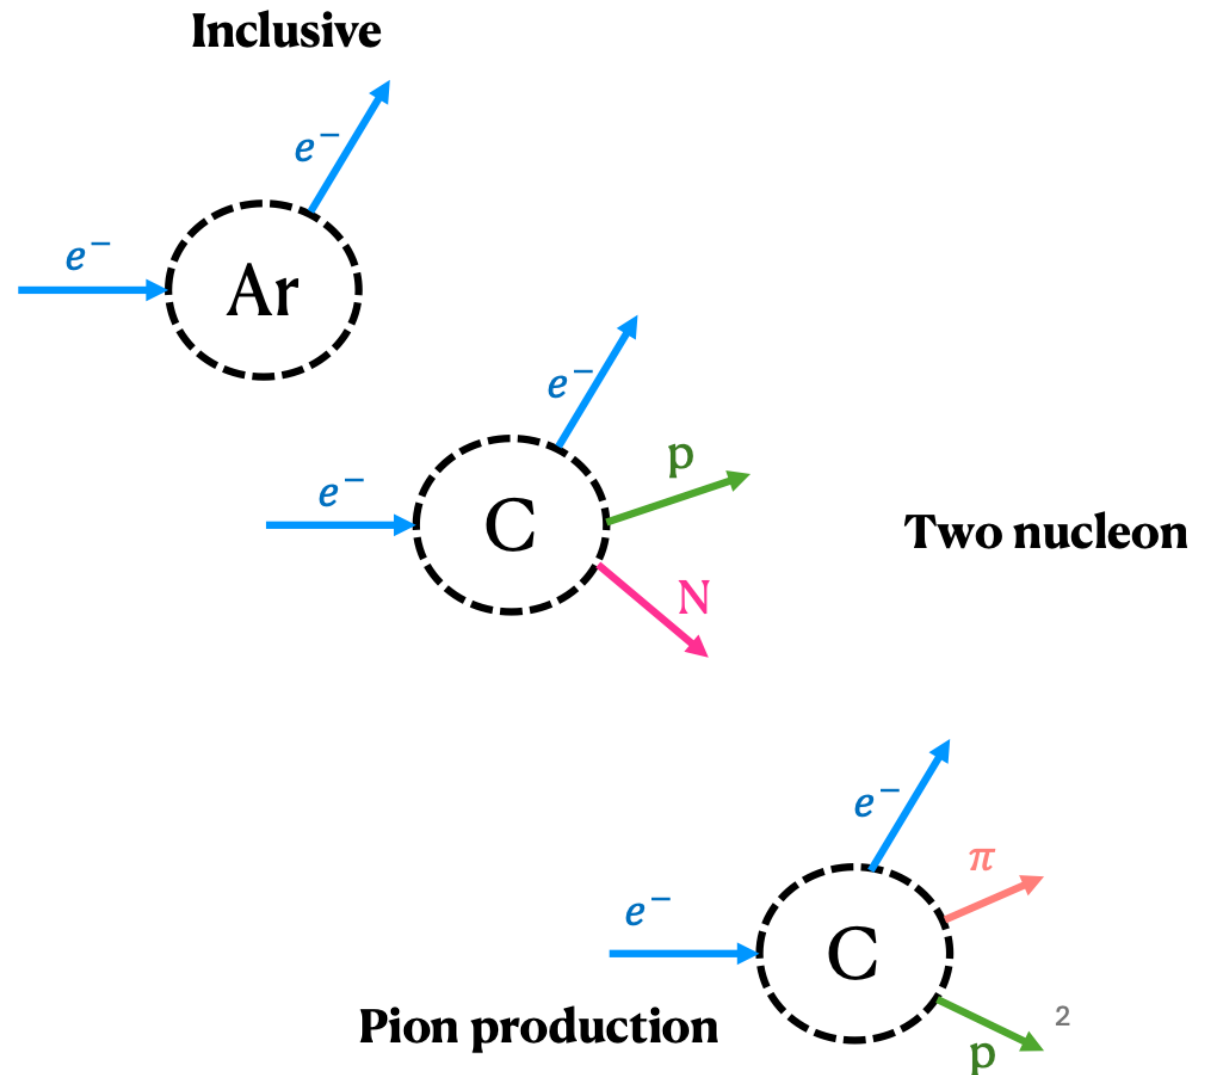 Inclusive
e⁻
e⁻
Ar
e⁻
e⁻
p
C
Two nucleon
N
e⁻
π
e⁻
C
Pion production
2
p